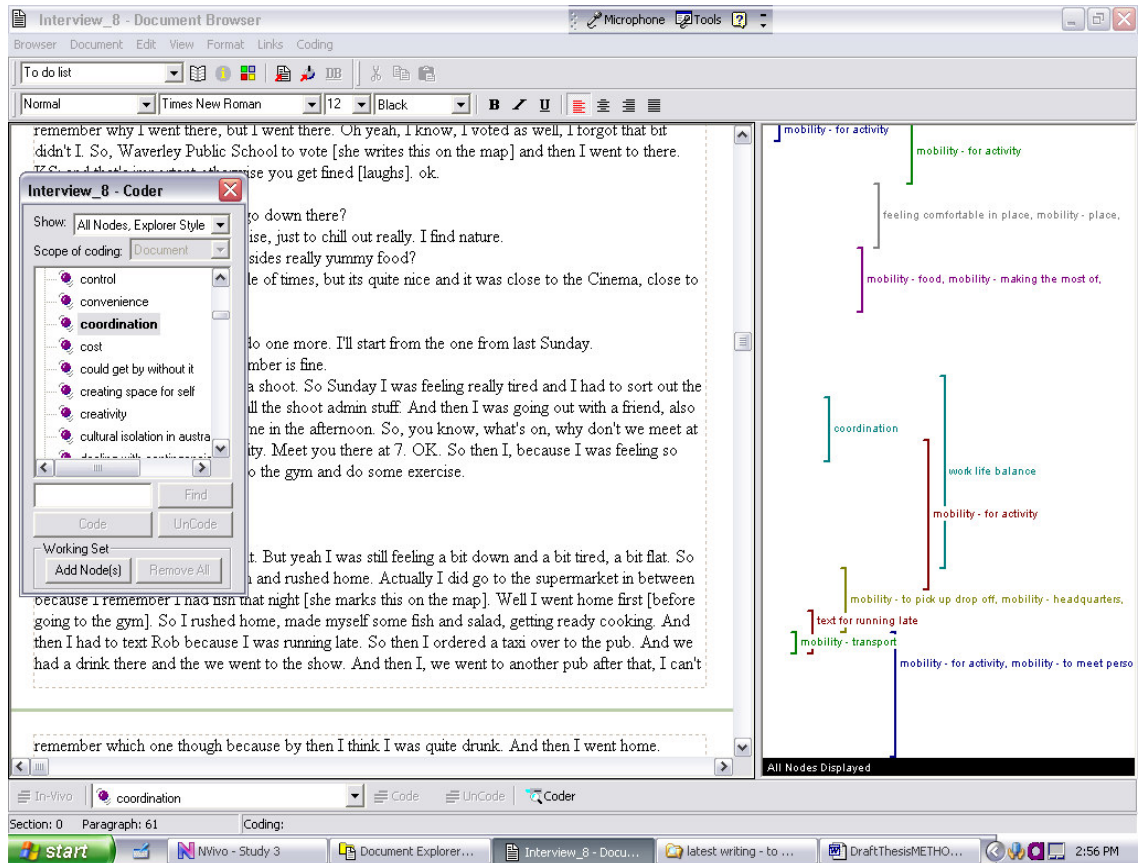 Interview_8 - Document Browser
Microphone Tools
Browser Document Edit View Format Links Coding
To do list DB
Normal Times New Roman 12 Black B I U
remember why I went there, but I went there. Oh yeah, I know, I voted as well, I forgot that bit
didn't I. So, Waverley Public School to vote [she writes this on the map] and then I went to there.
KS: and that's important otherwise you get fined [laughs]. ok.
go down there?
ise, just to chill out really. I find nature.
sides really yummy food?
le of times, but its quite nice and it was close to the Cinema, close to
do one more. I'll start from the one from last Sunday.
mber is fine.
a shoot. So Sunday I was feeling really tired and I had to sort out the
ll the shoot admin stuff. And then I was going out with a friend, also
me in the afternoon. So, you know, what's on, why don't we meet at
ity. Meet you there at 7. OK. So then I, because I was feeling so
o the gym and do some exercise.
t. But yeah I was still feeling a bit down and a bit tired, a bit flat. So
n and rushed home. Actually I did go to the supermarket in between
because I remember I had fish that night [she marks this on the map]. Well I went home first [before
going to the gym]. So I rushed home, made myself some fish and salad, getting ready cooking. And
then I had to text Rob because I was running late. So then I ordered a taxi over to the pub. And we
had a drink there and the we went to the show. And then I, we went to another pub after that, I can't
remember which one though because by then I think I was quite drunk. And then I went home.
Interview_8 - Coder
Show: All Nodes, Explorer Style
Scope of coding: Document
control
convenience
coordination
cost
could get by without it
creating space for self
creativity
cultural isolation in austra
Find
Code UnCode
Working Set
Add Node(s) Remove All
mobility - for activity
mobility - for activity
feeling comfortable in place, mobility - place,
mobility - food, mobility - making the most of,
coordination
work life balance
mobility - for activity
mobility - to pick up drop off, mobility - headquarters,
text for running late
mobility - transport
mobility - for activity, mobility - to meet perso
All Nodes Displayed
In-Vivo coordination Code UnCode Coder
Section: 0 Paragraph: 61 Coding:
start NVivo - Study 3 Document Explorer... Interview_8 - Docu... latest writing - to ... DraftThesisMETHO... 2:56 PM